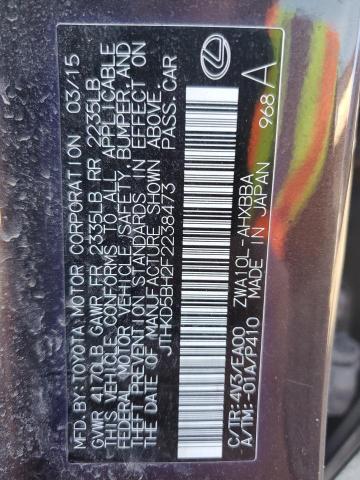 MFD.BY:TOYOTA MOTOR CORPORATION 03/15
GVWR 4170LB GAWR FR 2335LB RR 2235LB
THIS VEHICLE CONFORMS TO ALL APPLICABLE
FEDERAL MOTOR VEHICLE SAFETY, BUMPER, AND
THEFT PREVENTION STANDARDS IN EFFECT ON
THE DATE OF MANUFACTURE SHOWN ABOVE.
JTHKD5BH2F2238473 PASS.CAR
C/TR: 4V3/EA00 ZWA10L-AHXBBA
A/TM: -01A/P410 MADE IN JAPAN 968 A